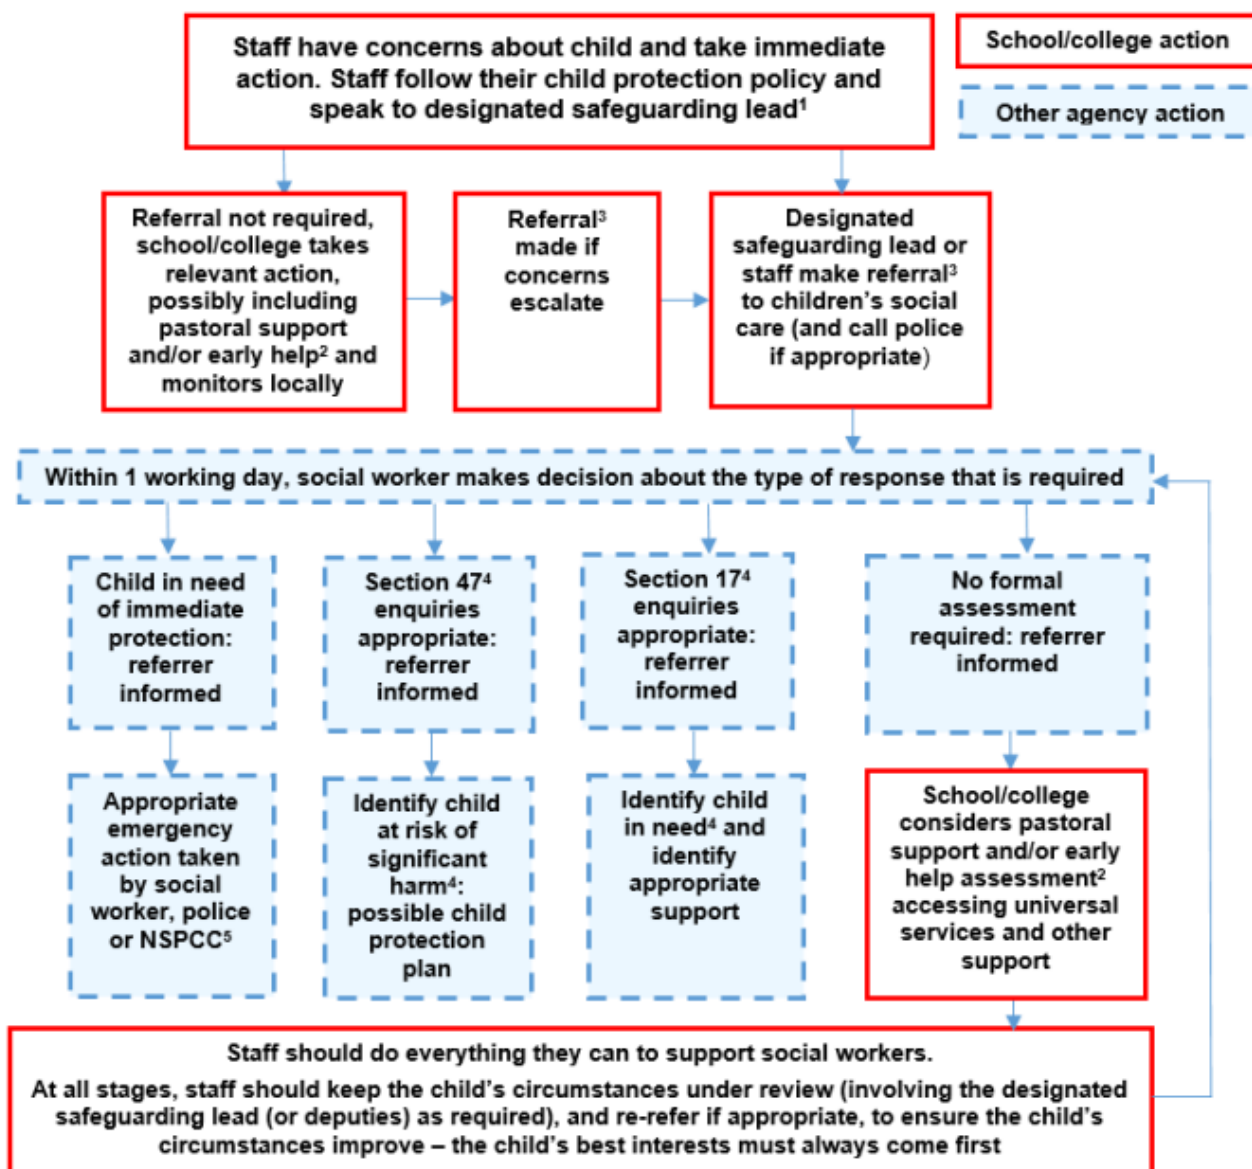 Staff have concerns about child and take immediate
action. Staff follow their child protection policy and
speak to designated safeguarding lead¹
School/college action
Other agency action
Referral not required,
school/college takes
relevant action,
possibly including
pastoral support
and/or early help² and
monitors locally
Referral³
made if
concerns
escalate
Designated
safeguarding lead or
staff make referral³
to children’s social
care (and call police
if appropriate)
Within 1 working day, social worker makes decision about the type of response that is required
Child in need
of immediate
protection:
referrer
informed
Section 47⁴
enquiries
appropriate:
referrer
informed
Section 17⁴
enquiries
appropriate:
referrer
informed
No formal
assessment
required: referrer
informed
Appropriate
emergency
action taken
by social
worker, police
or NSPCC⁵
Identify child
at risk of
significant
harm⁴:
possible child
protection
plan
Identify child
in need⁴ and
identify
appropriate
support
School/college
considers pastoral
support and/or early
help assessment²
accessing universal
services and other
support
Staff should do everything they can to support social workers.
At all stages, staff should keep the child’s circumstances under review (involving the designated
safeguarding lead (or deputies) as required), and re-refer if appropriate, to ensure the child’s
circumstances improve – the child’s best interests must always come first